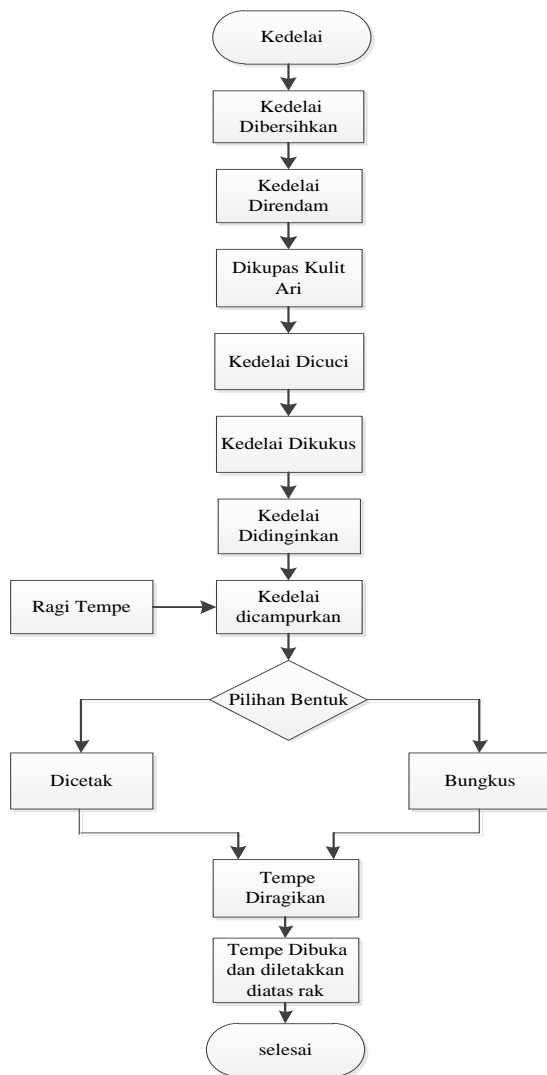 Kedelai
Kedelai
Dibersihkan
Kedelai
Direndam
Dikupas Kulit
Ari
Kedelai Dicuci
Kedelai Dikukus
Kedelai
Didinginkan
Ragi Tempe
Kedelai
dicampurkan
Pilihan Bentuk
Dicetak
Bungkus
Tempe
Diragikan
Tempe Dibuka
dan diletakkan
diatas rak
selesai